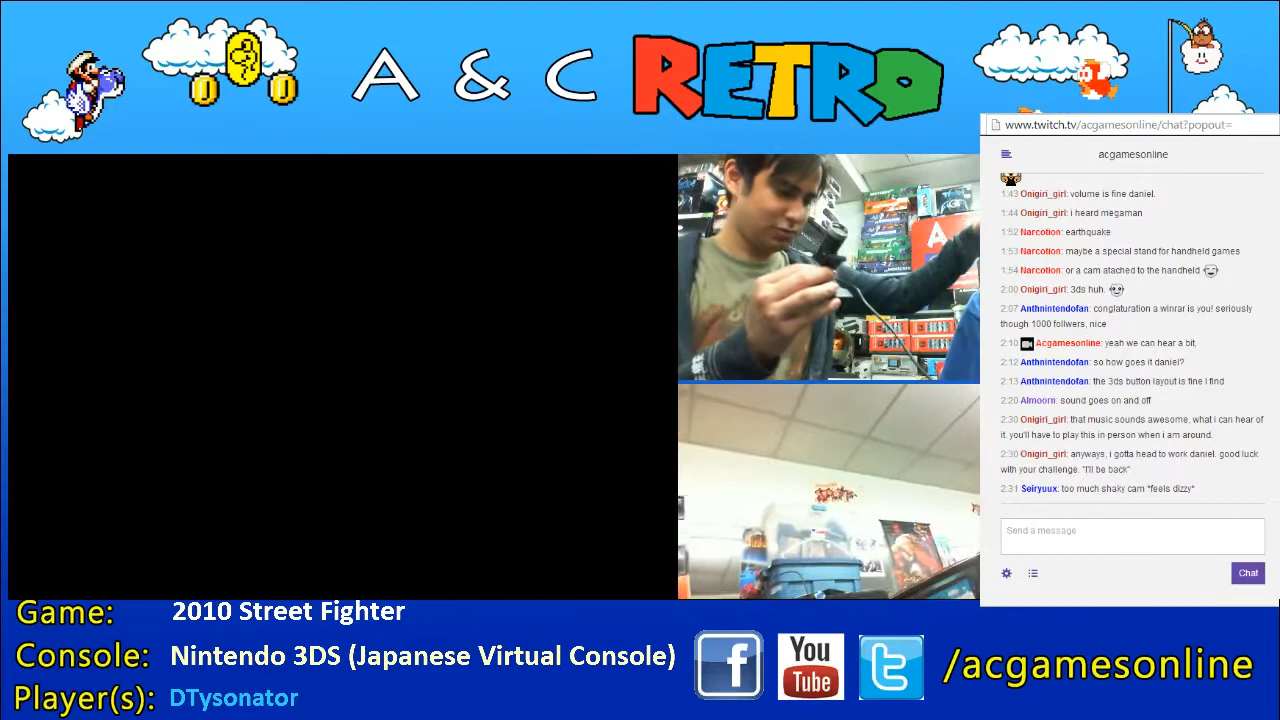 A & C RETRO
www.twitch.tv/acgamesonline/chat?popout=
acgamesonline
1:43 Onigiri_girl: volume is fine daniel.
1:44 Onigiri_girl: i heard megaman
1:52 Narcotion: earthquake
1:53 Narcotion: maybe a special stand for handheld games
1:54 Narcotion: or a cam atached to the handheld
2:00 Onigiri_girl: 3ds huh.
2:07 Anthnintendofan: conglaturation a winrar is you! seriously
though 1000 follwers, nice
2:10 Acgamesonline: yeah we can hear a bit,
2:12 Anthnintendofan: so how goes it daniel?
2:13 Anthnintendofan: the 3ds button layout is fine I find
2:20 Almoorn: sound goes on and off
2:30 Onigiri_girl: that music sounds awesome, what i can hear of
it. you'll have to play this in person when i am around.
2:30 Onigiri_girl: anyways, i gotta head to work daniel. good luck
with your challenge. "I'll be back"
2:31 Seiryuux: too much shaky cam *feels dizzy*
Send a message
Chat
Game: 2010 Street Fighter
Console: Nintendo 3DS (Japanese Virtual Console)
Player(s): DTysonator
f You Tube t /acgamesonline